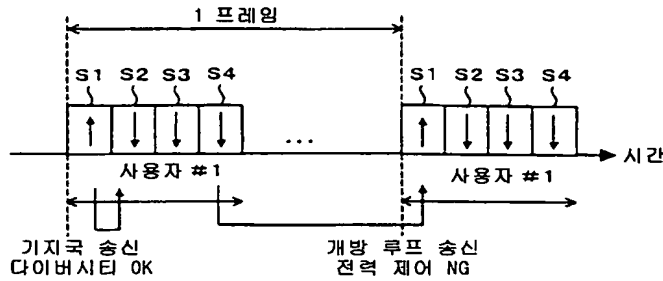 1 프레임
S1 S2 S3 S4 S1 S2 S3 S4
...
시간
사용자 #1 사용자 #1
기지국 송신
다이버시티 OK
개방 루프 송신
전력 제어 NG